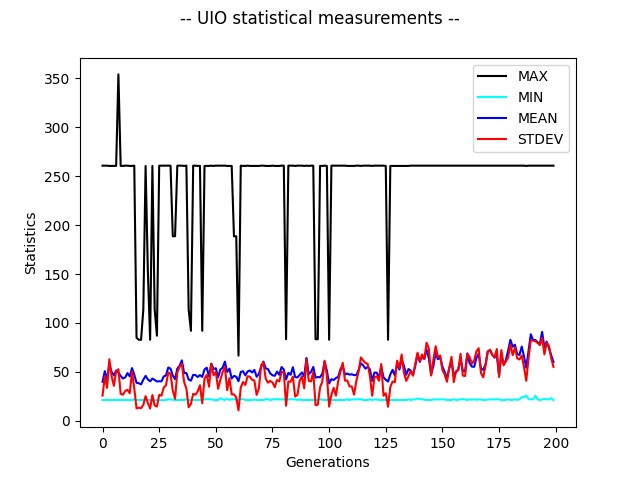 -- UIO statistical measurements --
MAX
MIN
MEAN
STDEV
350
300
250
200
150
100
50
0
Statistics
0 25 50 75 100 125 150 175 200
Generations